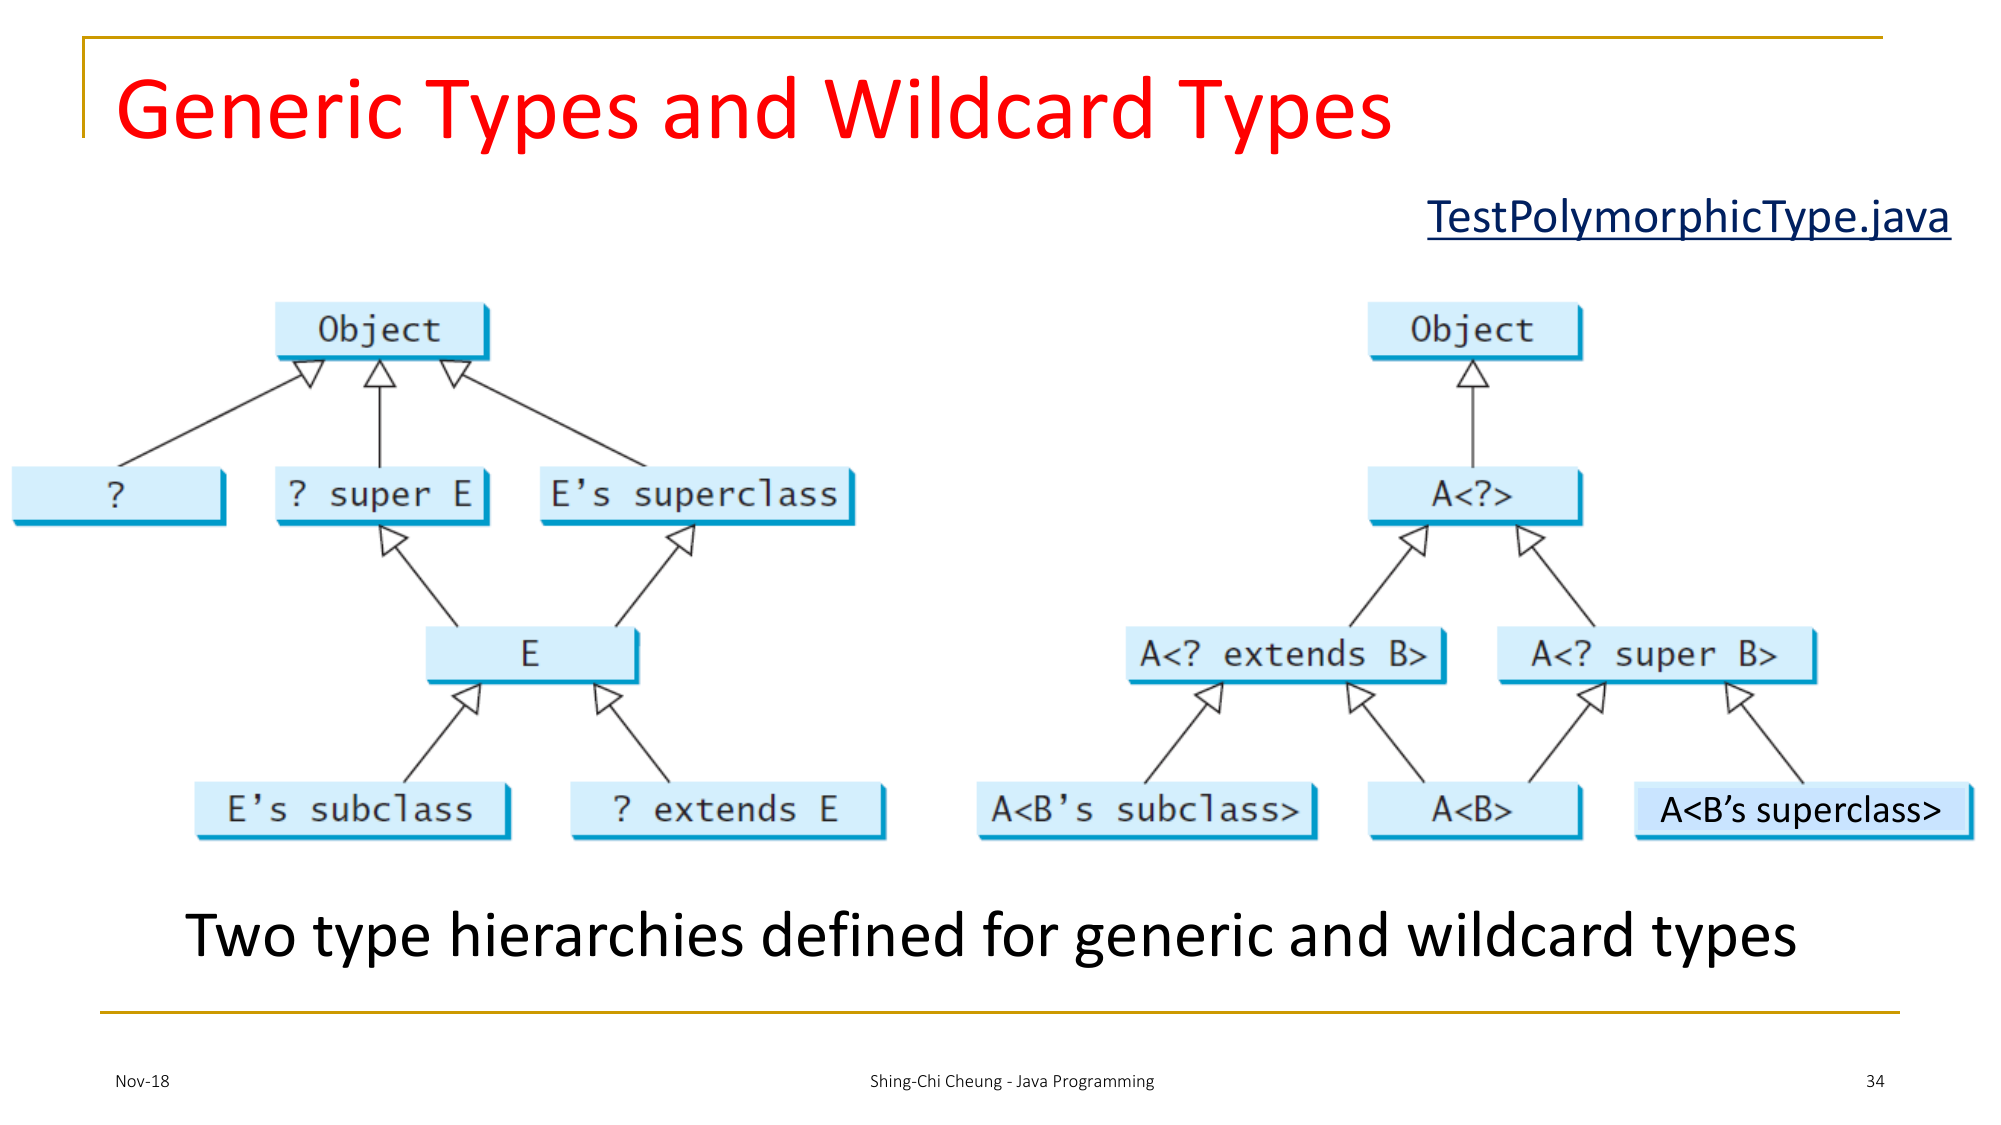 Generic Types and Wildcard Types
TestPolymorphicType.java
Object
?
? super E
E’s superclass
E
E’s subclass
? extends E
Object
A<?>
A<? extends B>
A<? super B>
A<B’s subclass>
A<B>
A<B’s superclass>
Two type hierarchies defined for generic and wildcard types
Nov-18
Shing-Chi Cheung - Java Programming
34